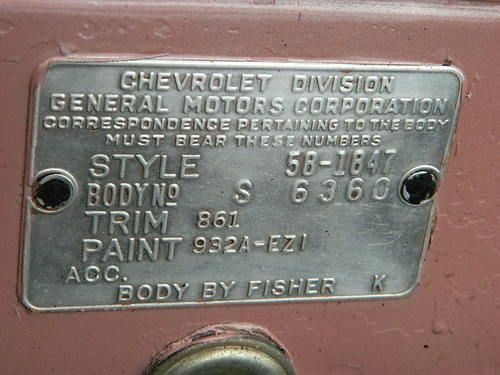 CHEVROLET DIVISION
GENERAL MOTORS CORPORATION
CORRESPONDENCE PERTAINING TO THE BODY
MUST BEAR THESE NUMBERS
STYLE 58-1847
BODY No S 6360
TRIM 861
PAINT 932A-EZI
ACC.
BODY BY FISHER K